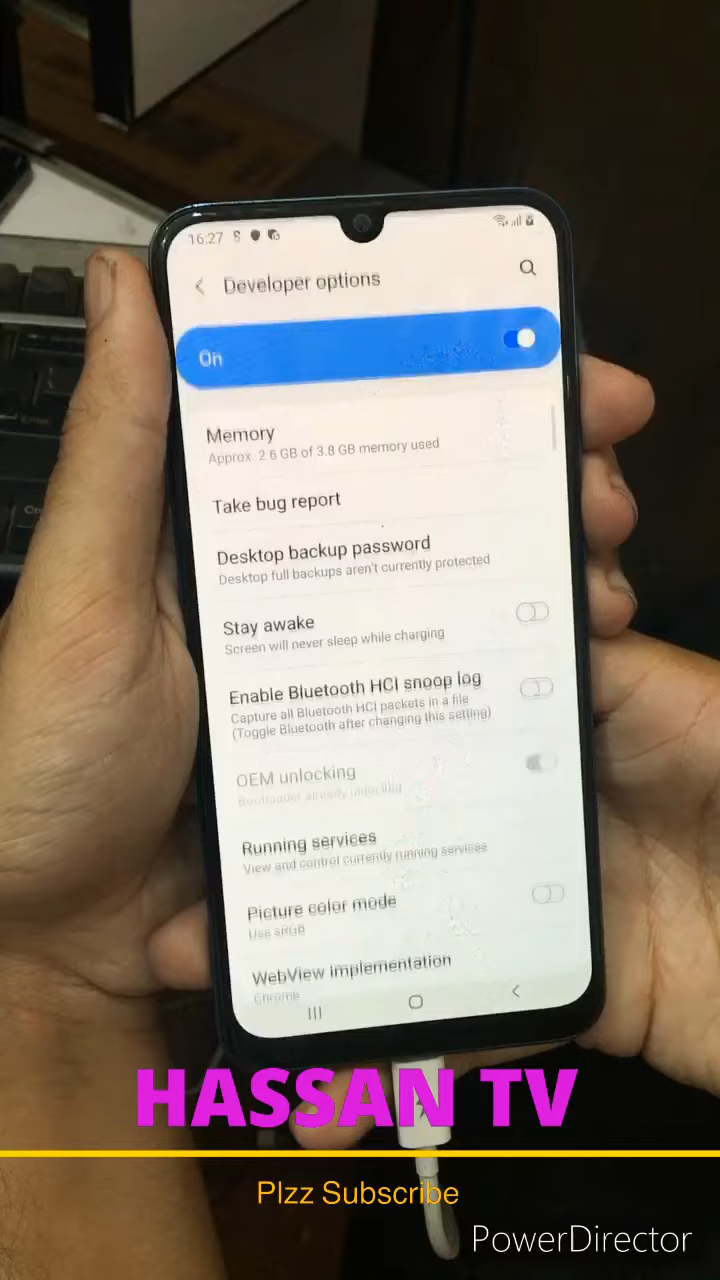 16:27
Developer options
On
Memory
Approx. 2.6 GB of 3.8 GB memory used
Take bug report
Desktop backup password
Desktop full backups aren't currently protected
Stay awake
Screen will never sleep while charging
Enable Bluetooth HCI snoop log
Capture all Bluetooth HCI packets in a file
(Toggle Bluetooth after changing this setting)
OEM unlocking
Bootloader already unlocked
Running services
View and control currently running services
Picture color mode
Use sRGB
WebView implementation
Chrome
HASSAN TV
Plzz Subscribe
PowerDirector